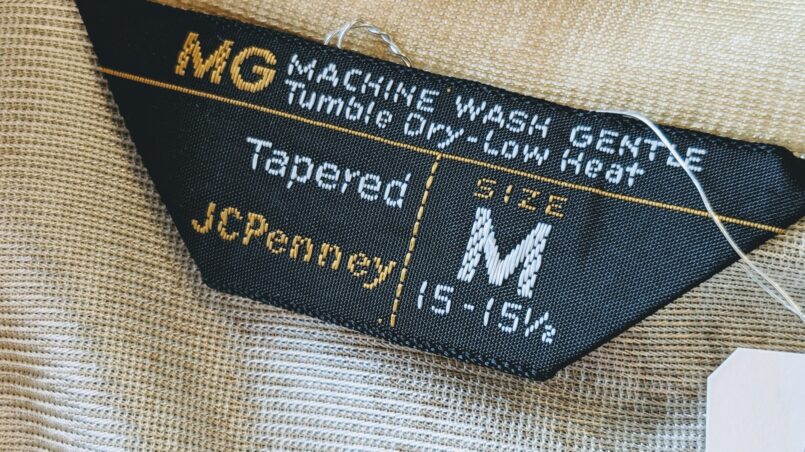 MG MACHINE WASH GENTLE
Tumble Dry-Low Heat
Tapered
JCPenney
SIZE
M
15-15½